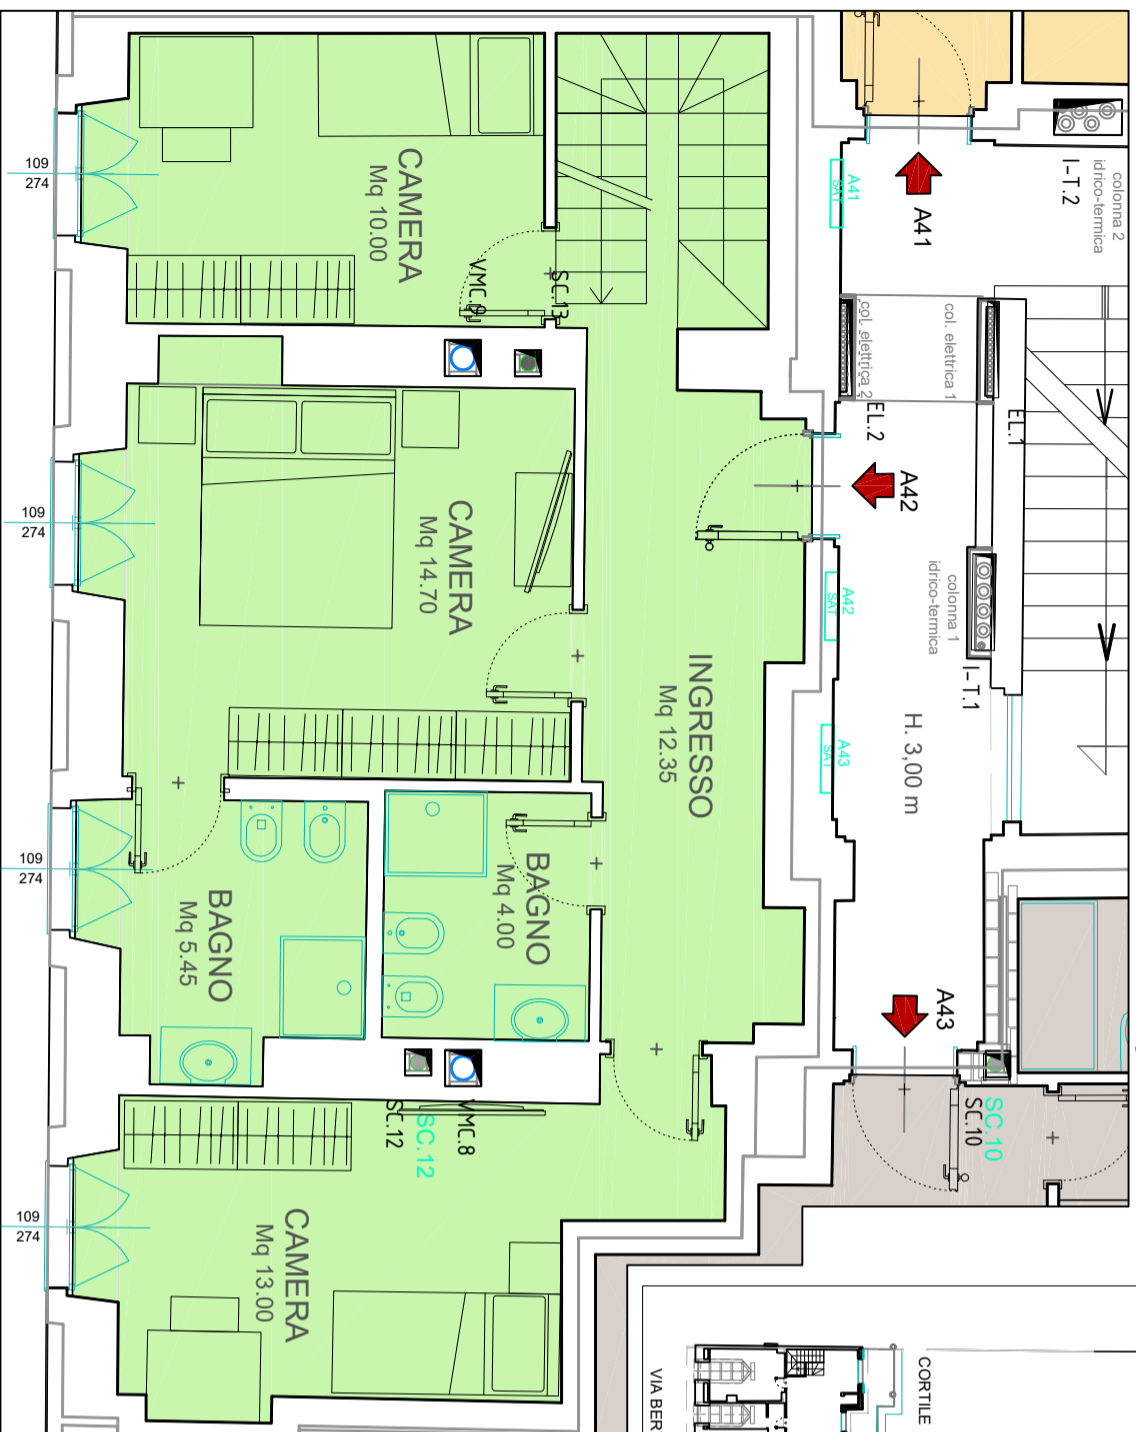 CAMERA
Mq 10.00
109
274
VMC.9
SC.13
A41
SAT
A41
I-T.2
colonna 2
idrico-termica
col. elettrica 2
col. elettrica 1
EL.2
EL.1
A42
CAMERA
Mq 14.70
109
274
INGRESSO
Mq 12.35
A42
SAT
colonna 1
idrico-termica
I-T.1
A43
SAT
H. 3,00 m
BAGNO
Mq 5.45
BAGNO
Mq 4.00
109
274
A43
SC.12
SC.12
VMC.8
SC.10
SC.10
CAMERA
Mq 13.00
109
274
CORTILE
VIA BER